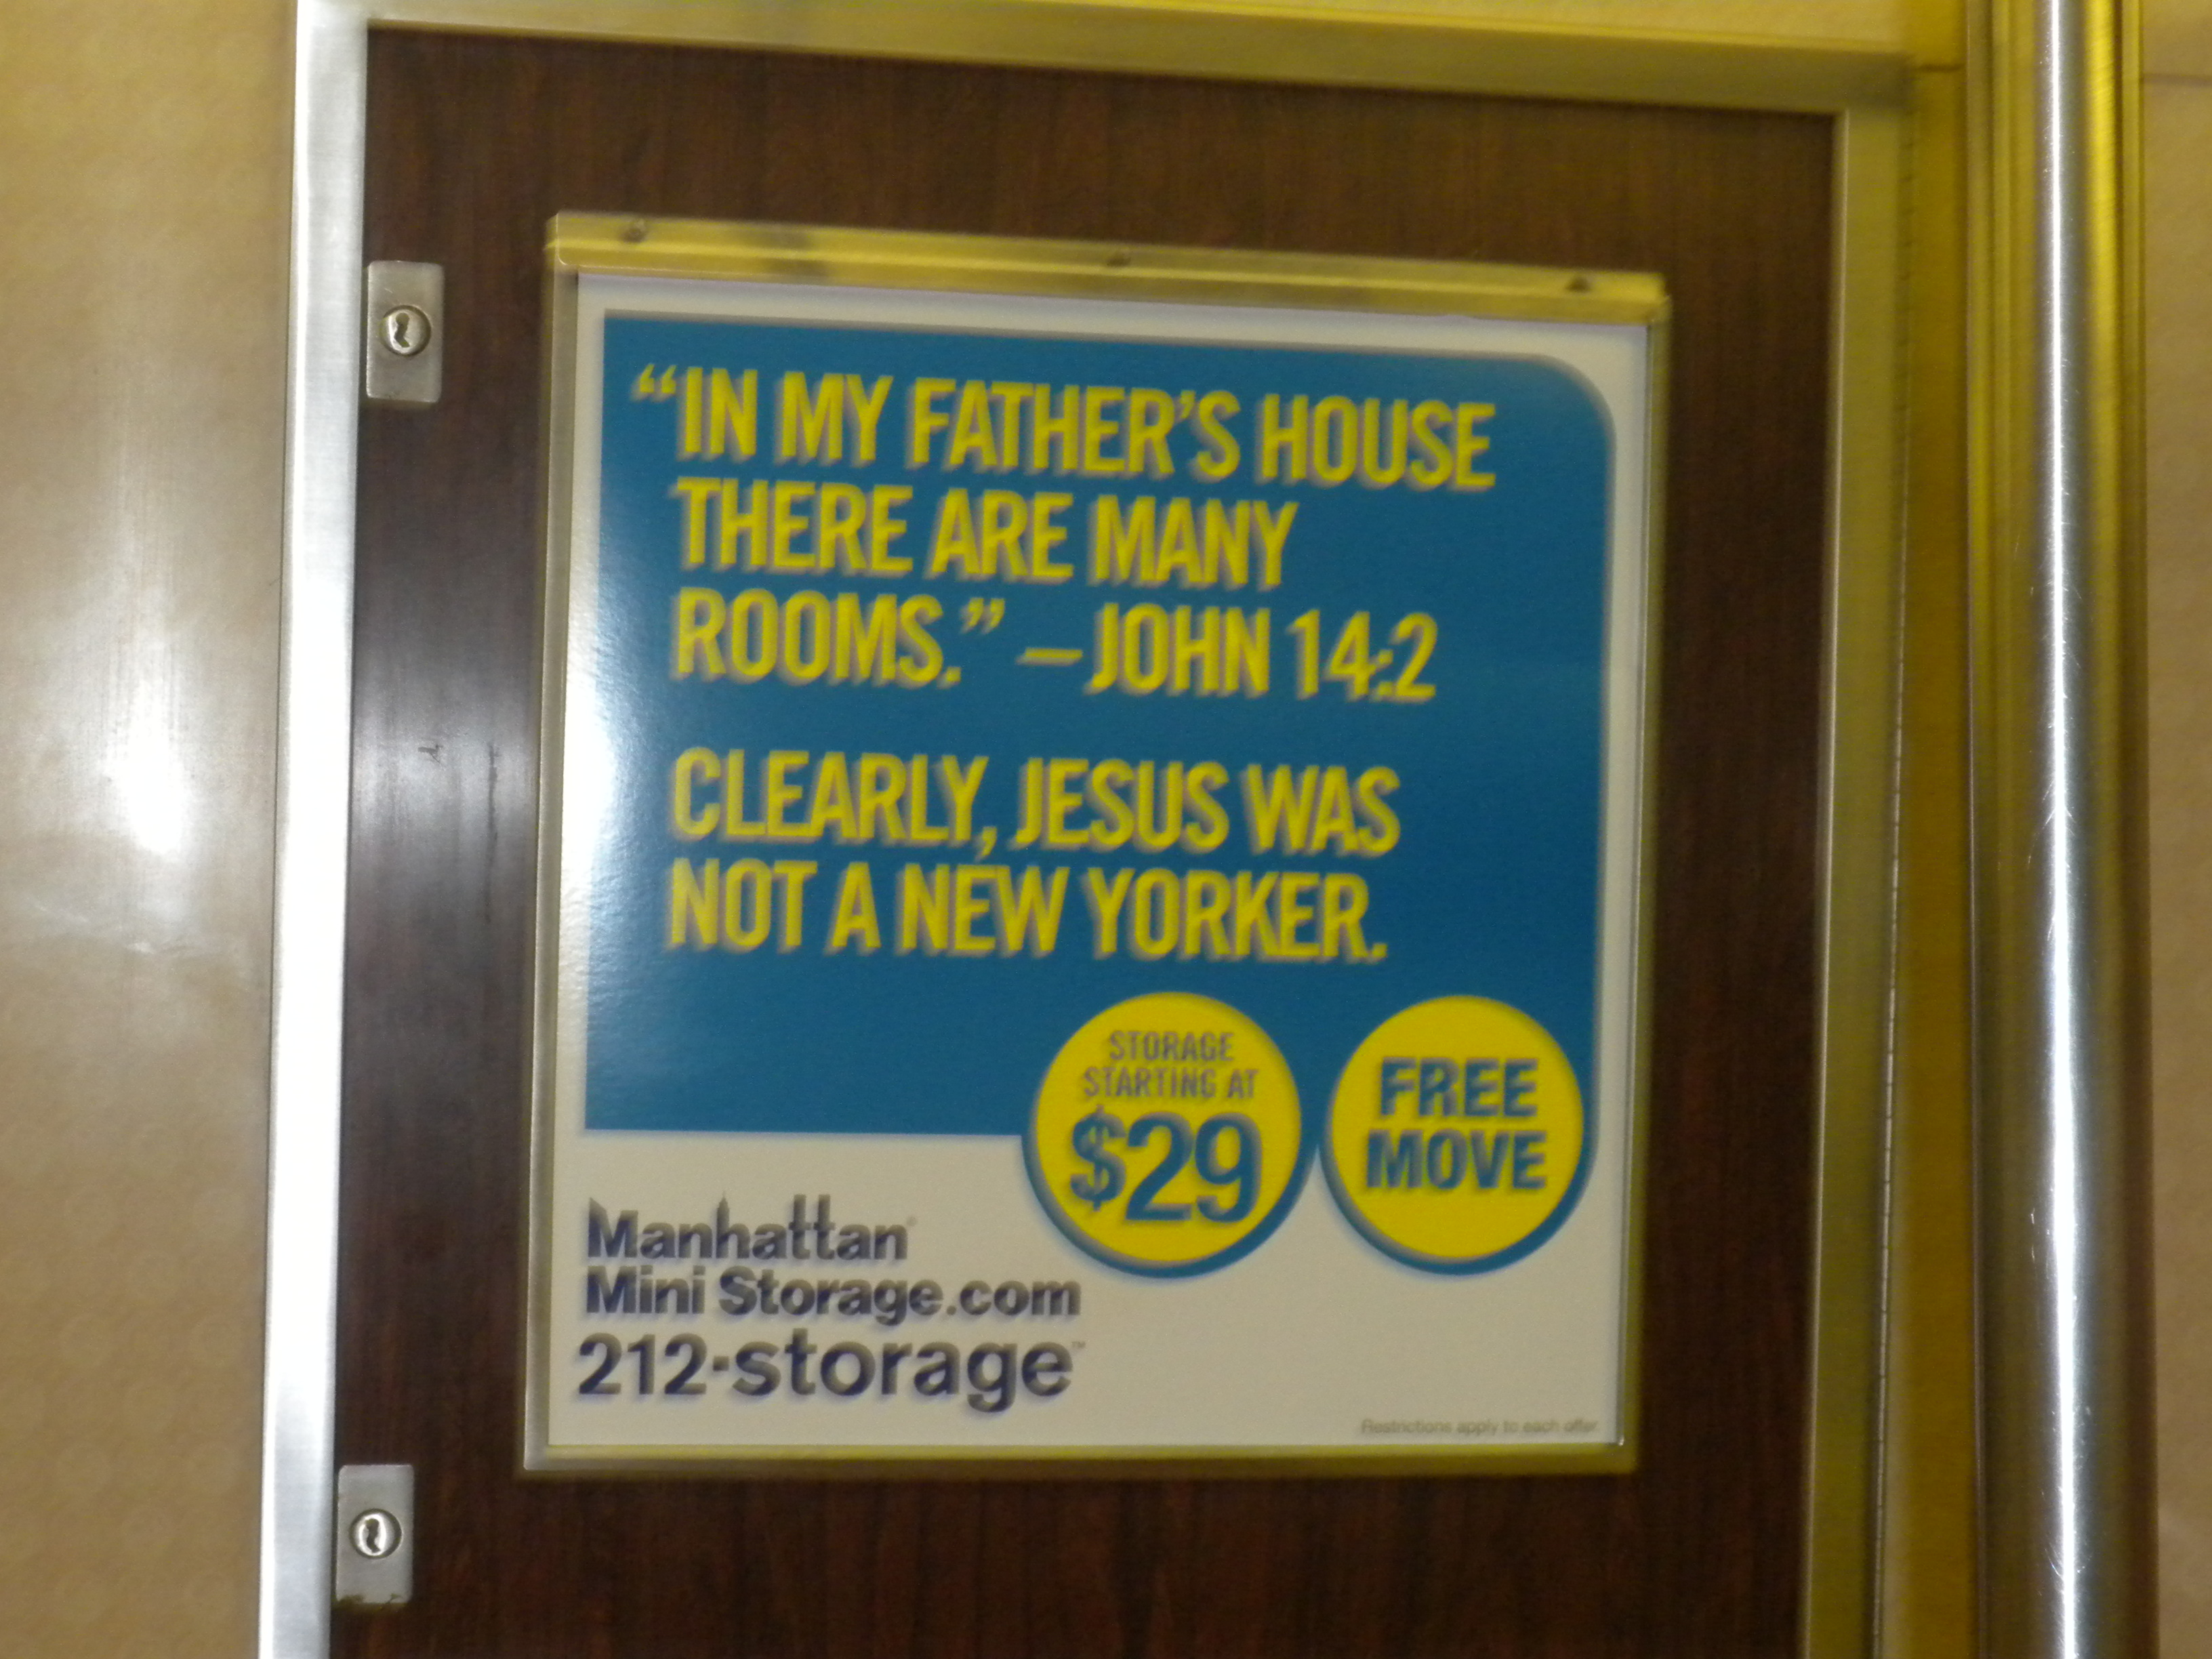 “IN MY FATHER’S HOUSE
THERE ARE MANY
ROOMS.” –JOHN 14:2
CLEARLY, JESUS WAS
NOT A NEW YORKER.
STORAGE
STARTING AT
$29
FREE
MOVE
Manhattan®
Mini Storage.com
212-storage™
Restrictions apply to each offer.